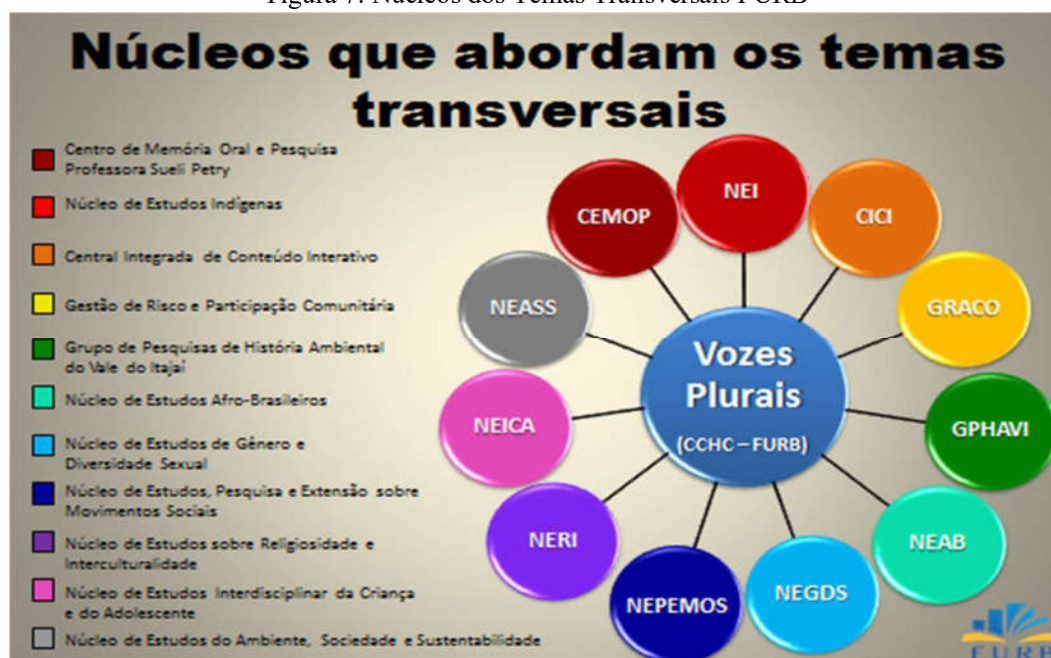 Figura 7: Núcleos dos Temas Transversais FURB
Núcleos que abordam os temas
transversais
Centro de Memória Oral e Pesquisa
Professora Sueli Petry
Núcleo de Estudos Indígenas
Central Integrada de Conteúdo Interativo
Gestão de Risco e Participação Comunitária
Grupo de Pesquisas de História Ambiental
do Vale do Itajaí
Núcleo de Estudos Afro-Brasileiros
Núcleo de Estudos de Gênero e
Diversidade Sexual
Núcleo de Estudos, Pesquisa e Extensão sobre
Movimentos Sociais
Núcleo de Estudos sobre Religiosidade e
Interculturalidade
Núcleo de Estudos Interdisciplinar da Criança
e do Adolescente
Núcleo de Estudos do Ambiente, Sociedade e Sustentabilidade
NEI
CICI
GRACO
GPHAVI
NEAB
NEGDS
NEPEMOS
NERI
NEICA
NEASS
CEMOP
Vozes
Plurais
(CCHC – FURB)
FURB